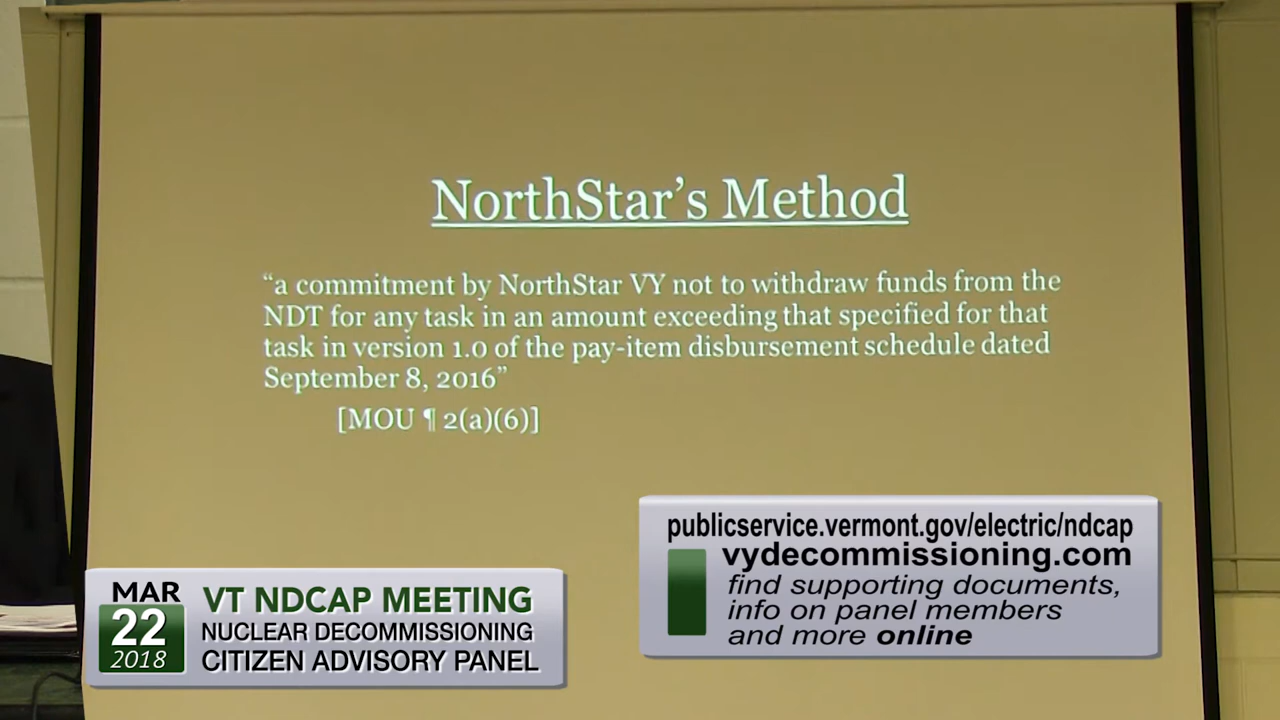 NorthStar’s Method
“a commitment by NorthStar VY not to withdraw funds from the
NDT for any task in an amount exceeding that specified for that
task in version 1.0 of the pay-item disbursement schedule dated
September 8, 2016”
[MOU ¶ 2(a)(6)]
publicservice.vermont.gov/electric/ndcap
vydecommissioning.com
find supporting documents,
info on panel members
and more online
MAR
22
2018
VT NDCAP MEETING
NUCLEAR DECOMMISSIONING
CITIZEN ADVISORY PANEL